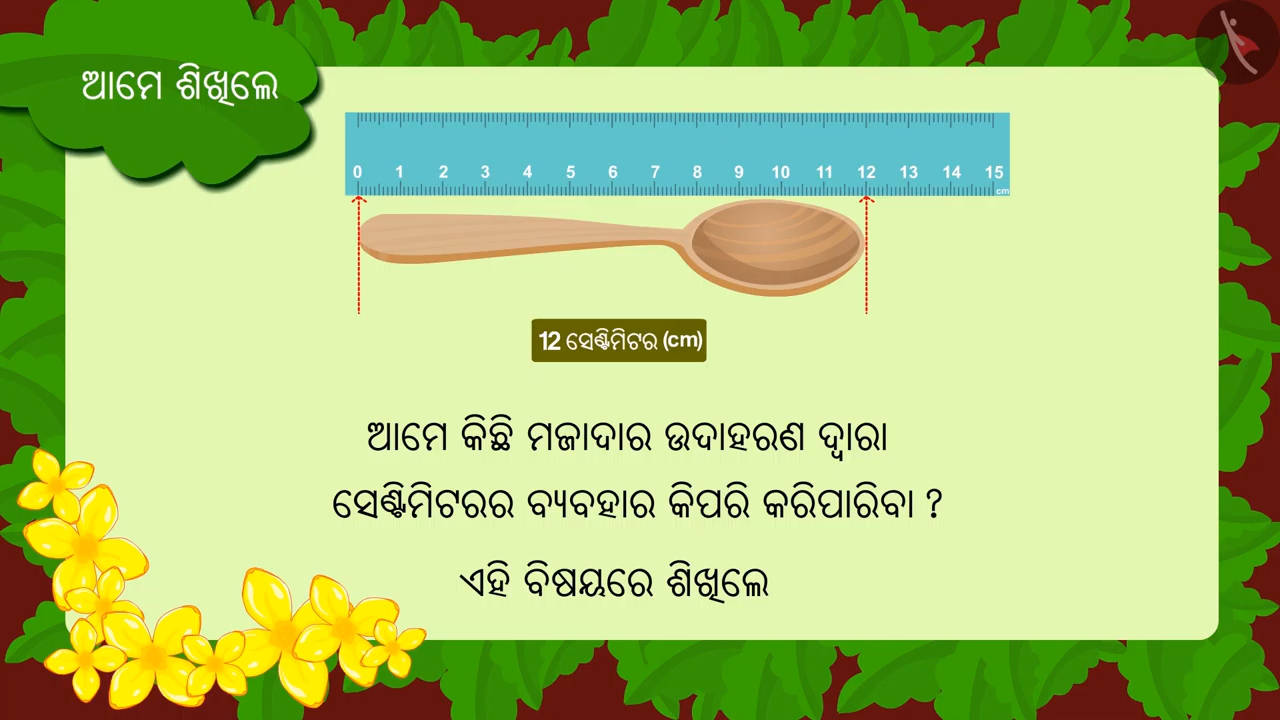 ଆମେ ଶିଖିଲେ
0 1 2 3 4 5 6 7 8 9 10 11 12 13 14 15
cm
12 ସେଣ୍ଟିମିଟର (cm)
ଆମେ କିଛି ମଜାଦାର ଉଦାହରଣ ଦ୍ୱାରା
ସେଣ୍ଟିମିଟରର ବ୍ୟବହାର କିପରି କରିପାରିବା ?
ଏହି ବିଷୟରେ ଶିଖିଲେ